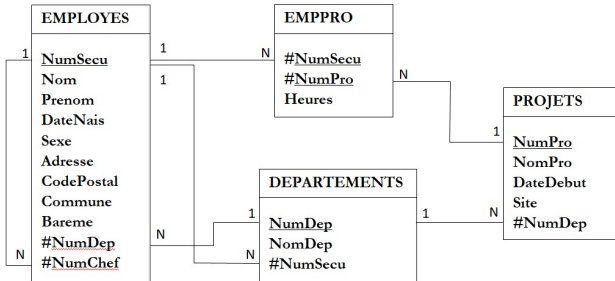 EMPLOYES
NumSecu
Nom
Prenom
DateNais
Sexe
Adresse
CodePostal
Commune
Bareme
#NumDep
#NumChef
EMPPRO
#NumSecu
#NumPro
Heures
PROJETS
NumPro
NomPro
DateDebut
Site
#NumDep
DEPARTEMENTS
NumDep
NomDep
#NumSecu
1
N
1
1
N
N
1
N
1
N
1
N